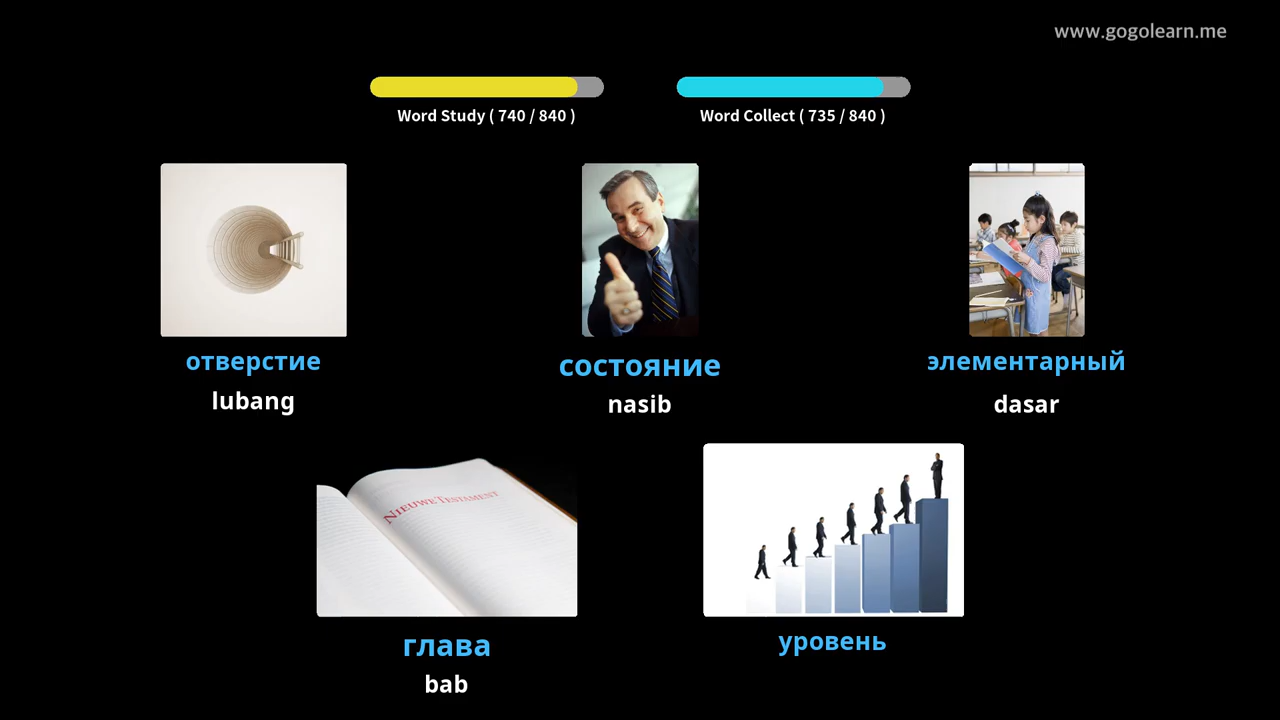 www.gogolearn.me
Word Study ( 740 / 840 )
Word Collect ( 735 / 840 )
отверстие
lubang
состояние
nasib
элементарный
dasar
NIEUWE TESTAMENT
глава
bab
уровень